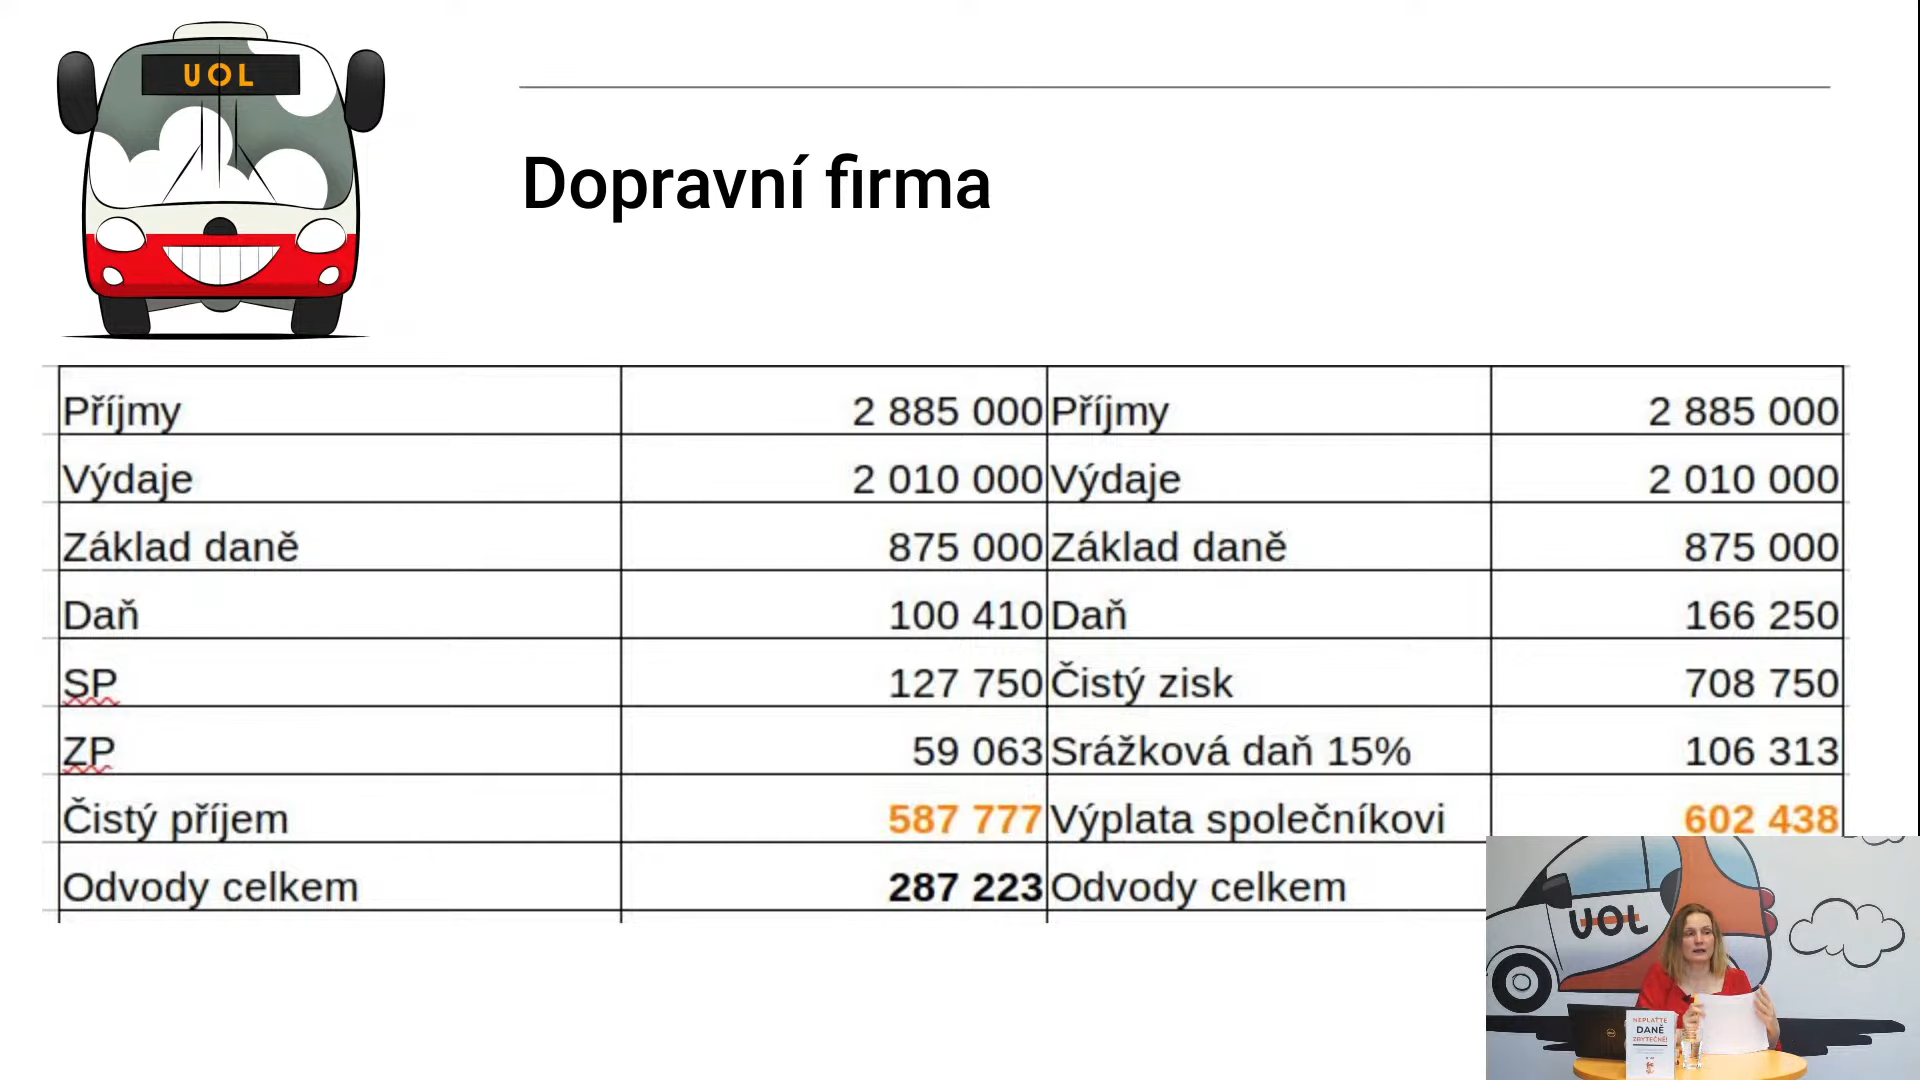 UOL
Dopravní firma
Příjmy 2 885 000 Příjmy 2 885 000
Výdaje 2 010 000 Výdaje 2 010 000
Základ daně 875 000 Základ daně 875 000
Daň 100 410 Daň 166 250
SP 127 750 Čistý zisk 708 750
ZP 59 063 Srážková daň 15% 106 313
Čistý příjem 587 777 Výplata společníkovi 602 438
Odvody celkem 287 223 Odvody celkem
UOL
NEPLAŤTE
DANĚ
ZBYTEČNĚ!